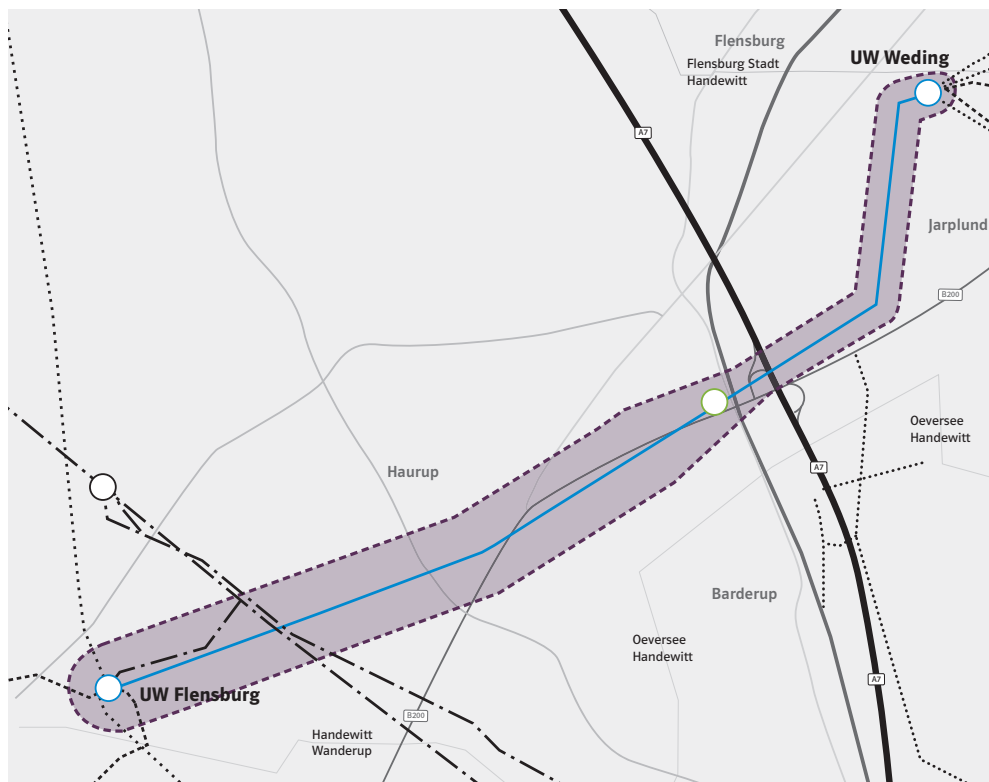 Flensburg
Flensburg Stadt
Handewitt
UW Weding
A7
Jarplund
B200
Oeversee
Handewitt
Haurup
A7
Barderup
Oeversee
Handewitt
A7
UW Flensburg
B200
Handewitt
Wanderup